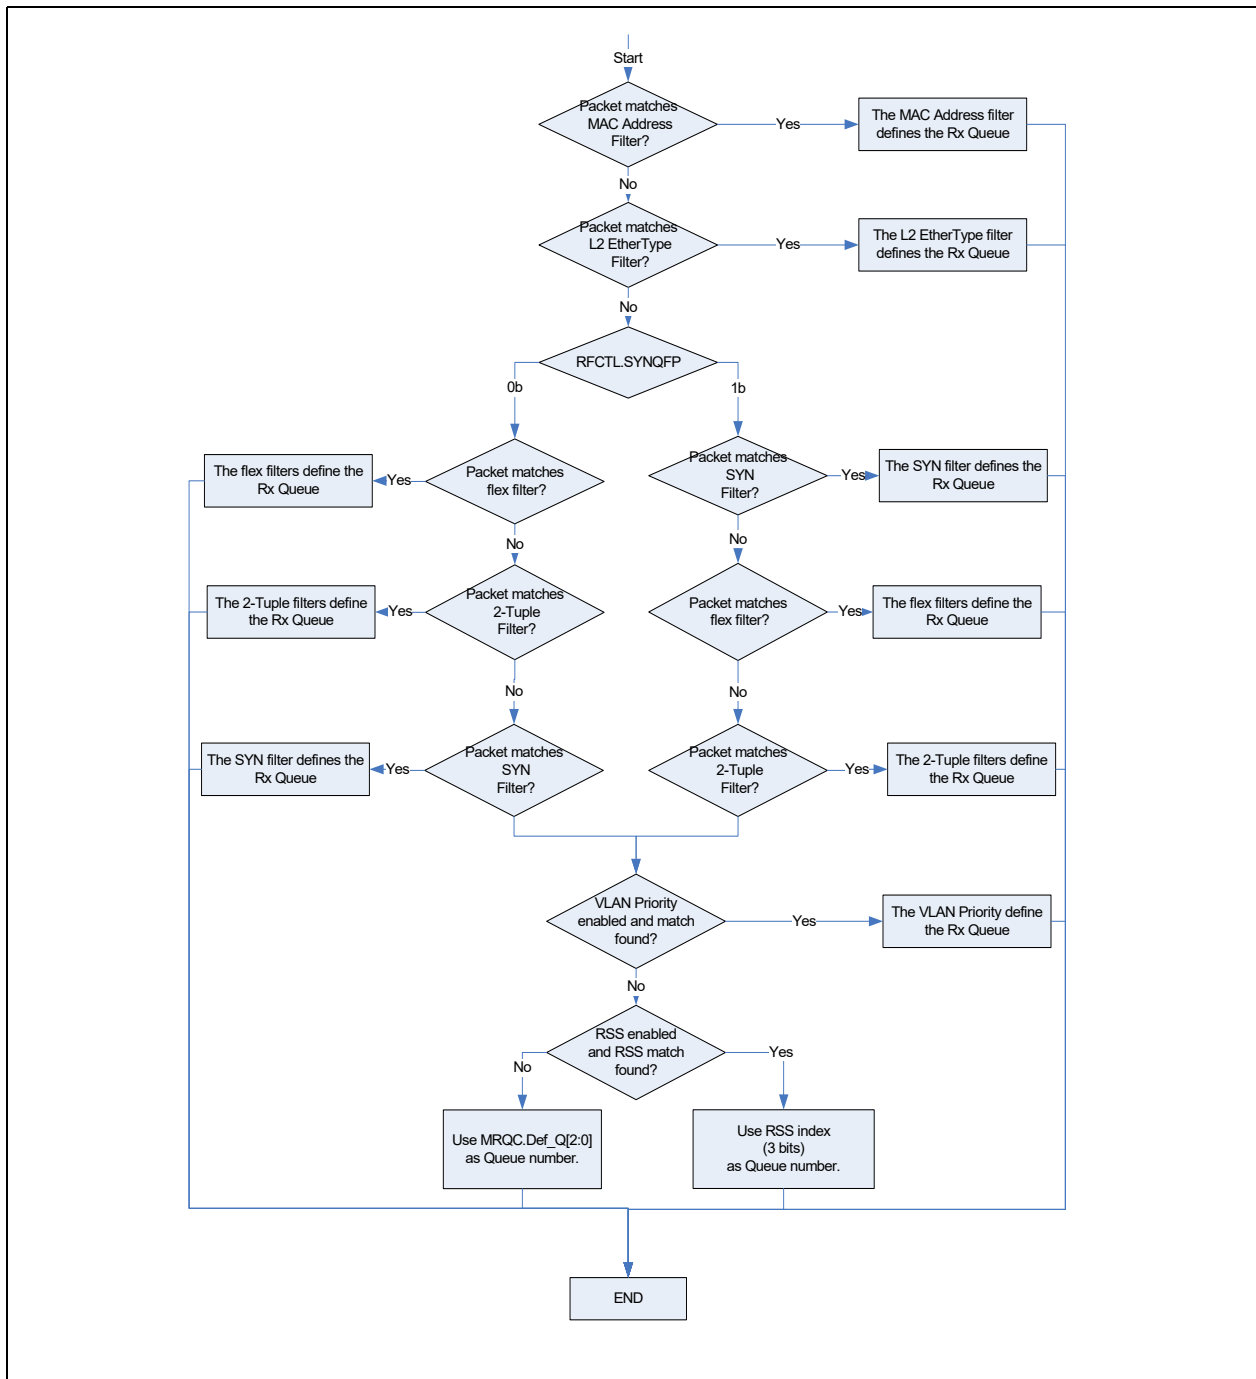 Start
Packet matches
MAC Address
Filter?
Yes
The MAC Address filter
defines the Rx Queue
No
Packet matches
L2 EtherType
Filter?
Yes
The L2 EtherType filter
defines the Rx Queue
No
RFCTL.SYNQFP
0b
1b
The flex filters define the
Rx Queue
Yes
Packet matches
flex filter?
Packet matches
SYN
Filter?
Yes
The SYN filter defines the
Rx Queue
No
No
The 2-Tuple filters define
the Rx Queue
Yes
Packet matches
2-Tuple
Filter?
Packet matches
flex filter?
Yes
The flex filters define the
Rx Queue
No
No
The SYN filter defines the
Rx Queue
Yes
Packet matches
SYN
Filter?
Packet matches
2-Tuple
Filter?
Yes
The 2-Tuple filters define
the Rx Queue
VLAN Priority
enabled and match
found?
Yes
The VLAN Priority define
the Rx Queue
No
RSS enabled
and RSS match
found?
No
Yes
Use MRQC.Def_Q[2:0]
as Queue number.
Use RSS index
(3 bits)
as Queue number.
END